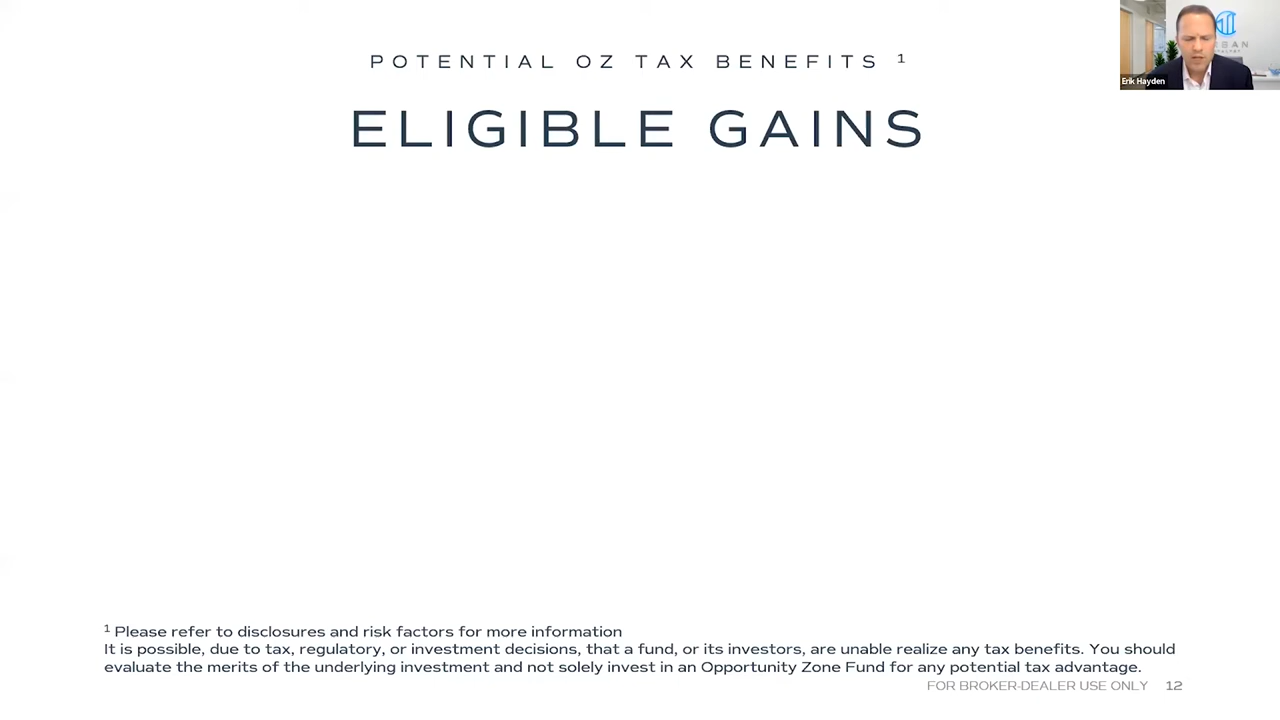 POTENTIAL OZ TAX BENEFITS ¹
ELIGIBLE GAINS
Erik Hayden
¹ Please refer to disclosures and risk factors for more information
It is possible, due to tax, regulatory, or investment decisions, that a fund, or its investors, are unable realize any tax benefits. You should
evaluate the merits of the underlying investment and not solely invest in an Opportunity Zone Fund for any potential tax advantage.
FOR BROKER-DEALER USE ONLY 12